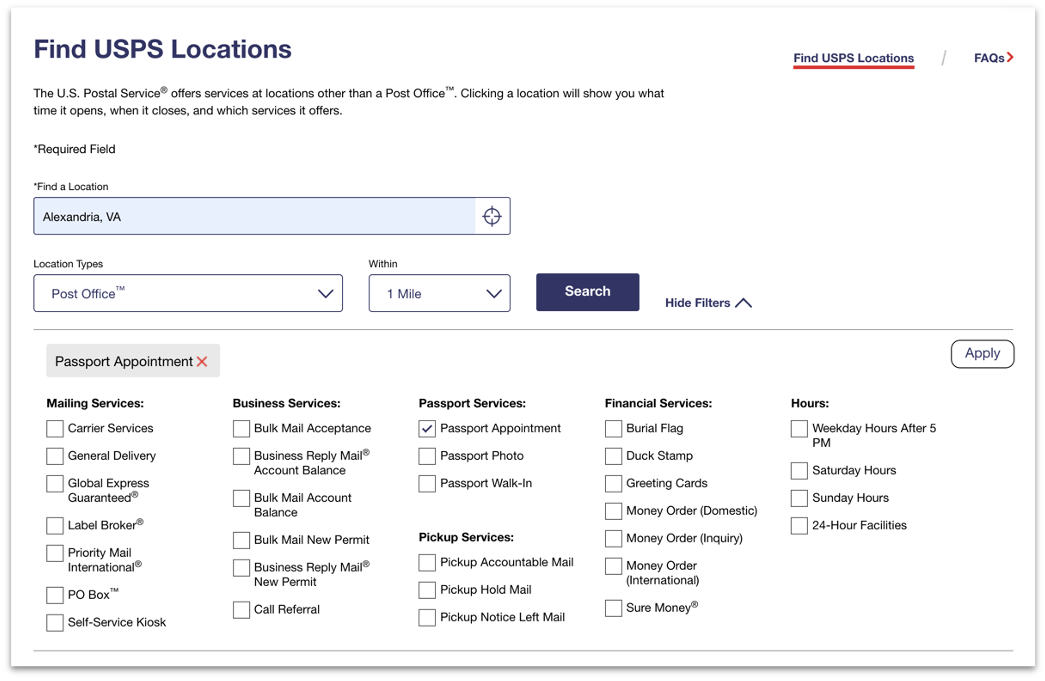 Find USPS Locations
Find USPS Locations / FAQs
The U.S. Postal Service® offers services at locations other than a Post Office™. Clicking a location will show you what
time it opens, when it closes, and which services it offers.
*Required Field
*Find a Location
Alexandria, VA
Location Types
Post Office™
Within
1 Mile
Search
Hide Filters
Passport Appointment
Apply
Mailing Services:
Carrier Services
General Delivery
Global Express
Guaranteed®
Label Broker®
Priority Mail
International®
PO Box™
Self-Service Kiosk
Business Services:
Bulk Mail Acceptance
Business Reply Mail®
Account Balance
Bulk Mail Account
Balance
Bulk Mail New Permit
Business Reply Mail®
New Permit
Call Referral
Passport Services:
Passport Appointment
Passport Photo
Passport Walk-In
Pickup Services:
Pickup Accountable Mail
Pickup Hold Mail
Pickup Notice Left Mail
Financial Services:
Burial Flag
Duck Stamp
Greeting Cards
Money Order (Domestic)
Money Order (Inquiry)
Money Order
(International)
Sure Money®
Hours:
Weekday Hours After 5
PM
Saturday Hours
Sunday Hours
24-Hour Facilities